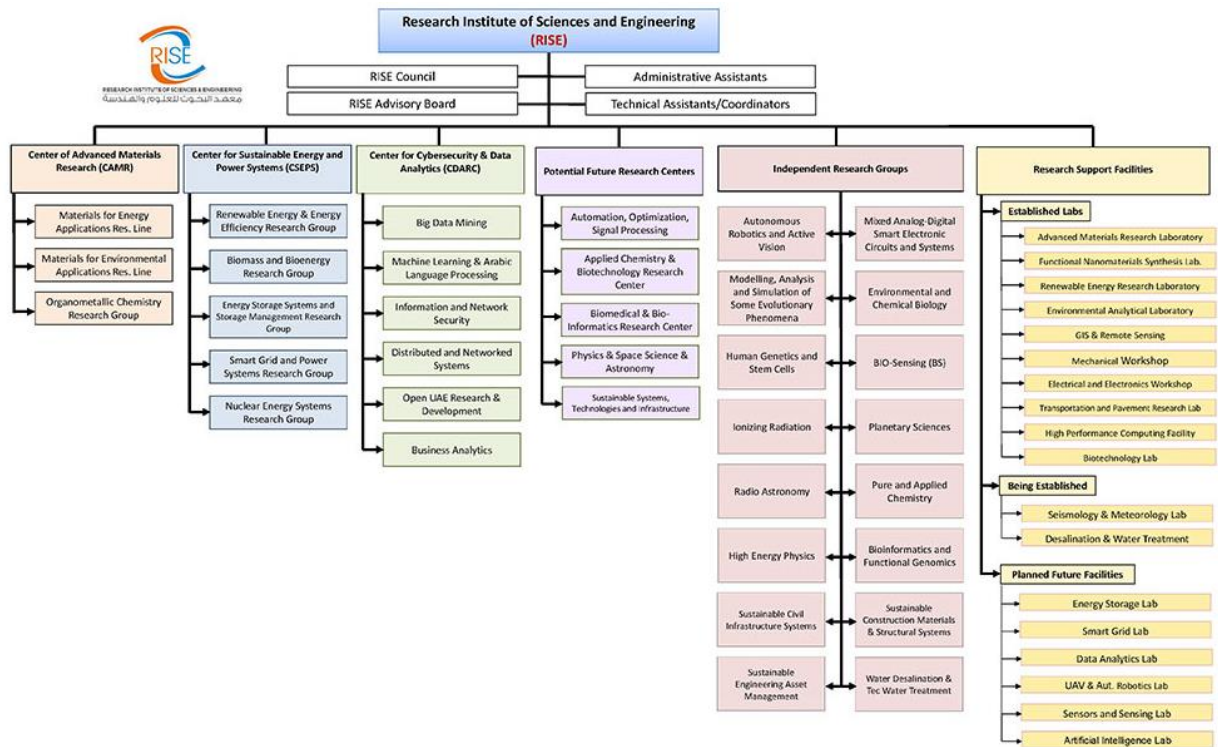 Research Institute of Sciences and Engineering
(RISE)
RISE
RESEARCH INSTITUTE OF SCIENCES & ENGINEERING
معهد البحوث للعلوم والهندسة
RISE Council
Administrative Assistants
RISE Advisory Board
Technical Assistants/Coordinators
Center of Advanced Materials
Research (CAMR)
Materials for Energy
Applications Res. Line
Materials for Environmental
Applications Res. Line
Organometallic Chemistry
Research Group
Center for Sustainable Energy and
Power Systems (CSEPS)
Renewable Energy & Energy
Efficiency Research Group
Biomass and Bioenergy
Research Group
Energy Storage Systems and
Storage Management Research
Group
Smart Grid and Power
Systems Research Group
Nuclear Energy Systems
Research Group
Center for Cybersecurity & Data
Analytics (CDARC)
Big Data Mining
Machine Learning & Arabic
Language Processing
Information and Network
Security
Distributed and Networked
Systems
Open UAE Research &
Development
Business Analytics
Potential Future Research Centers
Automation, Optimization,
Signal Processing
Applied Chemistry &
Biotechnology Research
Center
Biomedical & Bio-
Informatics Research Center
Physics & Space Science &
Astronomy
Sustainable Systems,
Technologies and Infrastructure
Independent Research Groups
Autonomous
Robotics and Active
Vision
Mixed Analog-Digital
Smart Electronic
Circuits and Systems
Modelling, Analysis
and Simulation of
Some Evolutionary
Phenomena
Environmental
and Chemical Biology
Human Genetics and
Stem Cells
BIO-Sensing (BS)
Ionizing Radiation
Planetary Sciences
Radio Astronomy
Pure and Applied
Chemistry
High Energy Physics
Bioinformatics and
Functional Genomics
Sustainable Civil
Infrastructure Systems
Sustainable
Construction Materials
& Structural Systems
Sustainable
Engineering Asset
Management
Water Desalination &
Tec Water Treatment
Research Support Facilities
Established Labs
Advanced Materials Research Laboratory
Functional Nanomaterials Synthesis Lab.
Renewable Energy Research Laboratory
Environmental Analytical Laboratory
GIS & Remote Sensing
Mechanical Workshop
Electrical and Electronics Workshop
Transportation and Pavement Research Lab
High Performance Computing Facility
Biotechnology Lab
Being Established
Seismology & Meteorology Lab
Desalination & Water Treatment
Planned Future Facilities
Energy Storage Lab
Smart Grid Lab
Data Analytics Lab
UAV & Aut. Robotics Lab
Sensors and Sensing Lab
Artificial Intelligence Lab